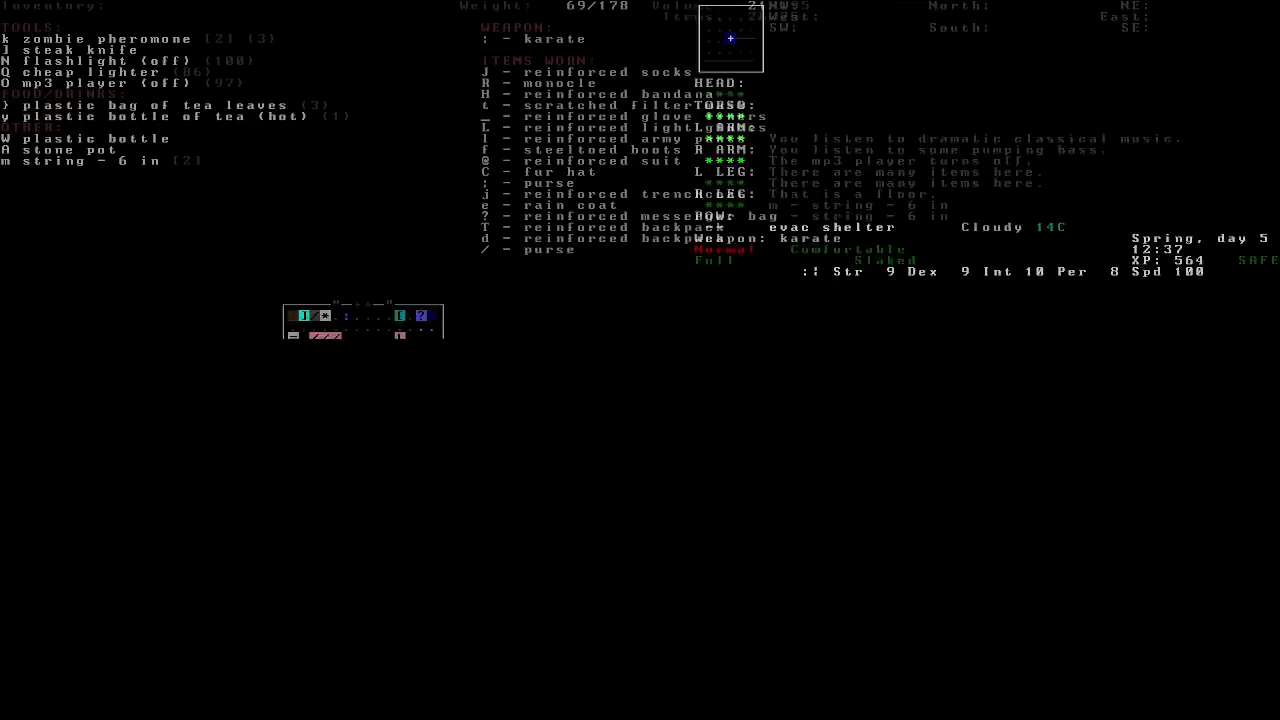 Inventory: Weight: 69/178 NW: North: NE:
West: East:
SW: South: SE:
TOOLS:
k zombie pheromone [2] (3)
] steak knife
N flashlight (off) (100)
Q cheap lighter (86)
O mp3 player (off) (97)
FOOD/DRINKS:
} plastic bag of tea leaves (3)
y plastic bottle of tea (hot) (1)
OTHER:
W plastic bottle
A stone pot
m string - 6 in [2]
WEAPON:
: - karate
ITEMS WORN:
J - reinforced socks
R - monocle
H - reinforced bandana
t - scratched filter
_ - reinforced glove
L - reinforced light
l - reinforced army
f - steeltoed boots
@ - reinforced suit
C - fur hat
; - purse
j - reinforced trench
e - rain coat
? - reinforced messenger bag
T - reinforced backpack
d - reinforced backpack
/ - purse
HEAD: ****
TORSO: ****
L ARM: ****
R ARM: ****
L LEG: ****
R LEG: ****
POW: --
You listen to dramatic classical music.
You listen to some pumping bass.
The mp3 player turns off.
There are many items here.
There are many items here.
That is a floor.
m - string - 6 in
- string - 6 in
evac shelter Cloudy 14C
Weapon: karate Spring, day 5
Normal Comfortable 12:37
Full Slaked XP: 564 SAFE
:| Str 9 Dex 9 Int 10 Per 8 Spd 100